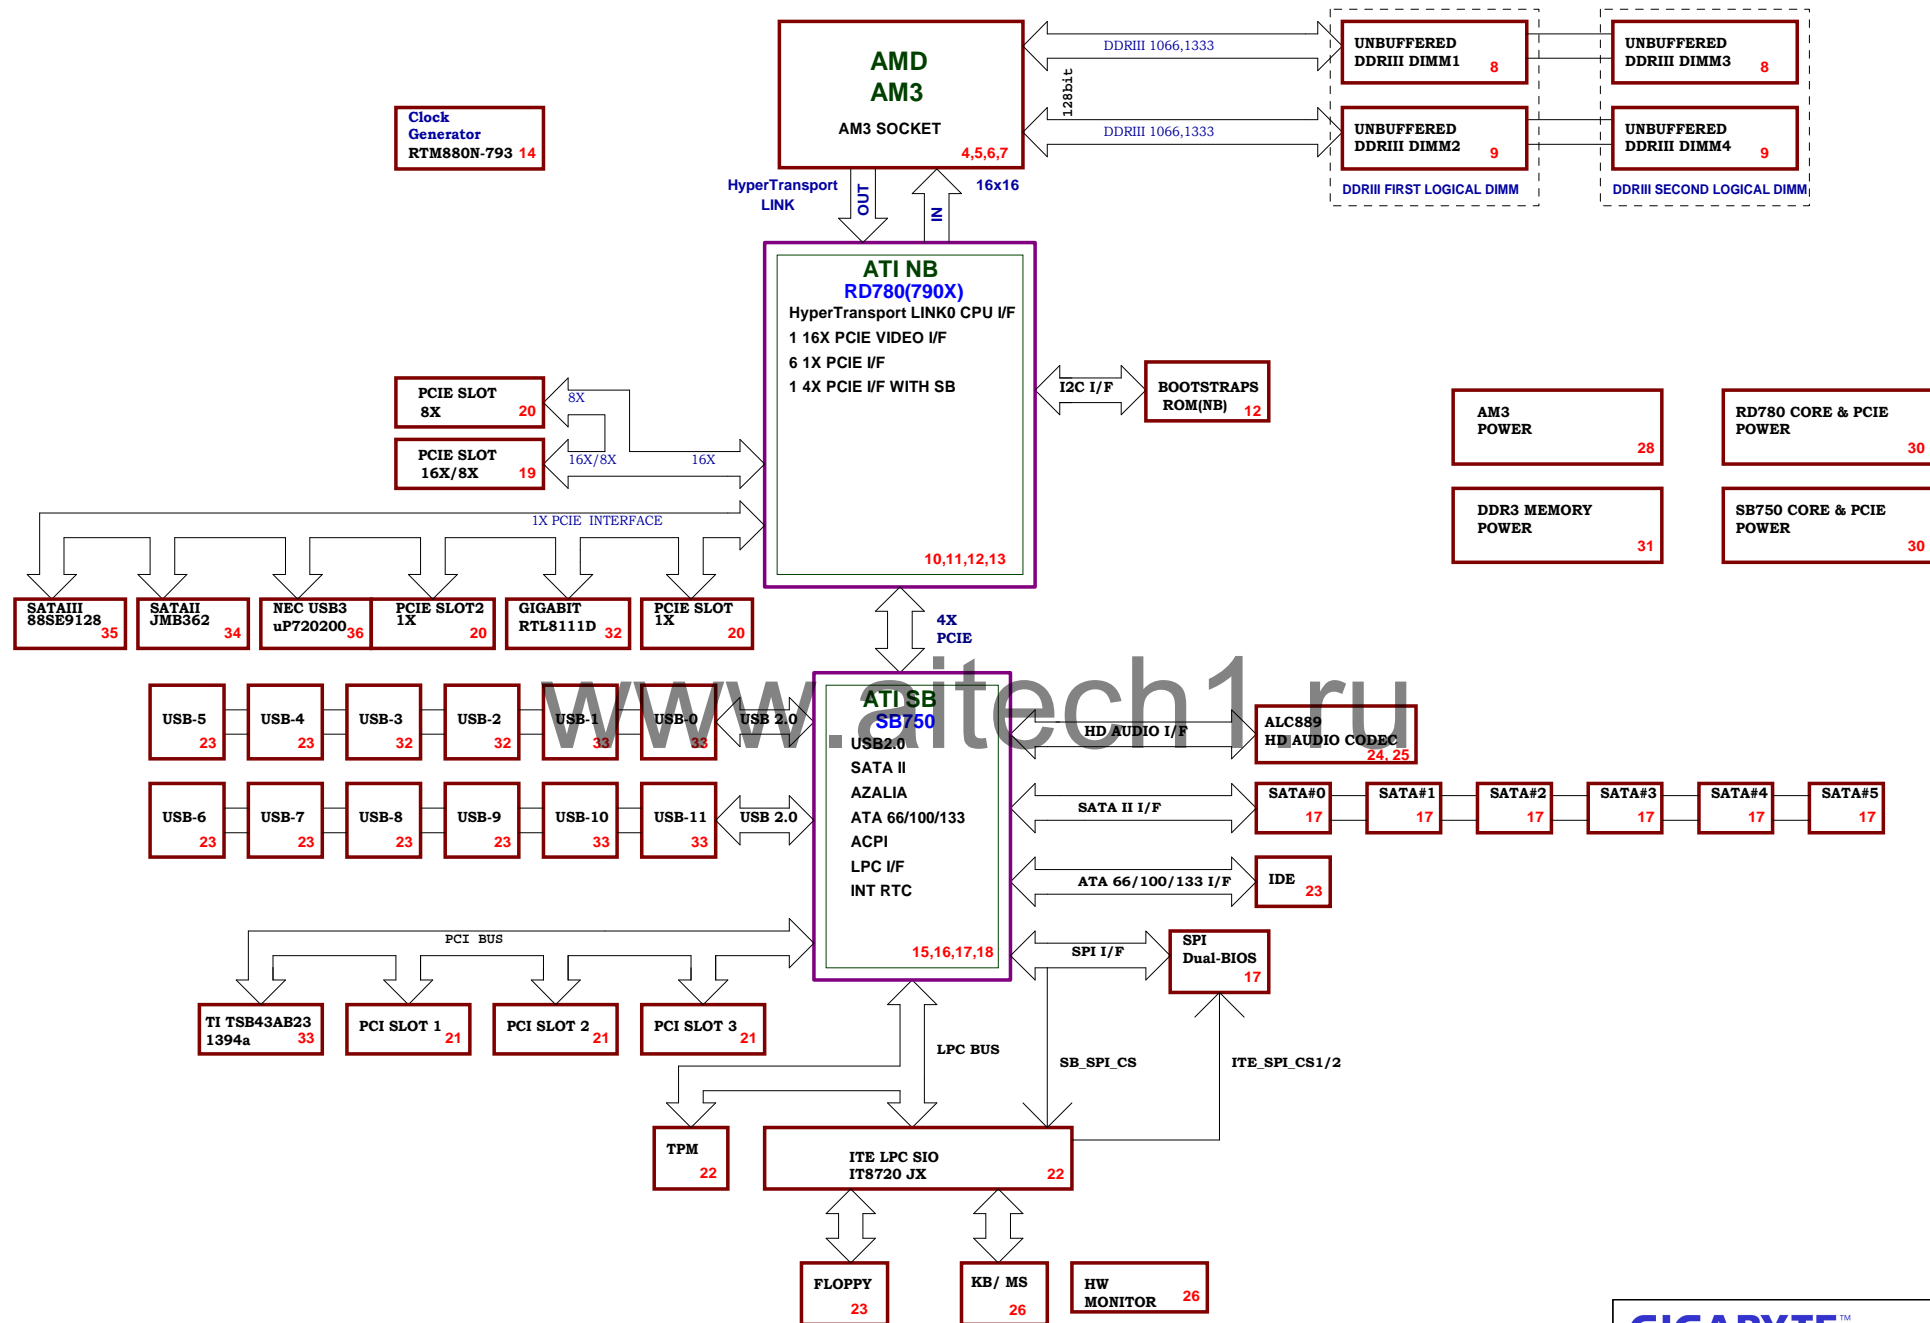 AMD
AM3
AM3 SOCKET
4,5,6,7
DDRIII 1066,1333
128bit
DDRIII 1066,1333
UNBUFFERED
DDRIII DIMM1
8
UNBUFFERED
DDRIII DIMM3
8
UNBUFFERED
DDRIII DIMM2
9
UNBUFFERED
DDRIII DIMM4
9
DDRIII FIRST LOGICAL DIMM
DDRIII SECOND LOGICAL DIMM
Clock
Generator
RTM880N-793 14
HyperTransport
LINK
OUT
IN
16x16
ATI NB
RD780(790X)
HyperTransport LINK0 CPU I/F
1 16X PCIE VIDEO I/F
6 1X PCIE I/F
1 4X PCIE I/F WITH SB
10,11,12,13
I2C I/F
BOOTSTRAPS
ROM(NB)
12
PCIE SLOT
8X
20
PCIE SLOT
16X/8X
19
8X
16X/8X
16X
AM3
POWER
28
RD780 CORE & PCIE
POWER
30
DDR3 MEMORY
POWER
31
SB750 CORE & PCIE
POWER
30
1X PCIE INTERFACE
SATAIII
88SE9128
35
SATAII
JMB362
34
NEC USB3
uP720200
36
PCIE SLOT2
1X
20
GIGABIT
RTL8111D
32
PCIE SLOT
1X
20
4X
PCIE
www.aitech1.ru
ATI SB
SB750
USB2.0
SATA II
AZALIA
ATA 66/100/133
ACPI
LPC I/F
INT RTC
15,16,17,18
USB-5
23
USB-4
23
USB-3
32
USB-2
32
USB-1
33
USB-0
33
USB 2.0
USB-6
23
USB-7
23
USB-8
23
USB-9
23
USB-10
33
USB-11
33
USB 2.0
HD AUDIO I/F
ALC889
HD AUDIO CODEC
24, 25
SATA II I/F
SATA#0
17
SATA#1
17
SATA#2
17
SATA#3
17
SATA#4
17
SATA#5
17
ATA 66/100/133 I/F
IDE
23
SPI I/F
SPI
Dual-BIOS
17
PCI BUS
TI TSB43AB23
1394a
33
PCI SLOT 1
21
PCI SLOT 2
21
PCI SLOT 3
21
LPC BUS
SB_SPI_CS
ITE_SPI_CS1/2
TPM
22
ITE LPC SIO
IT8720 JX
22
FLOPPY
23
KB/ MS
26
HW
MONITOR
26
GIGABYTE™